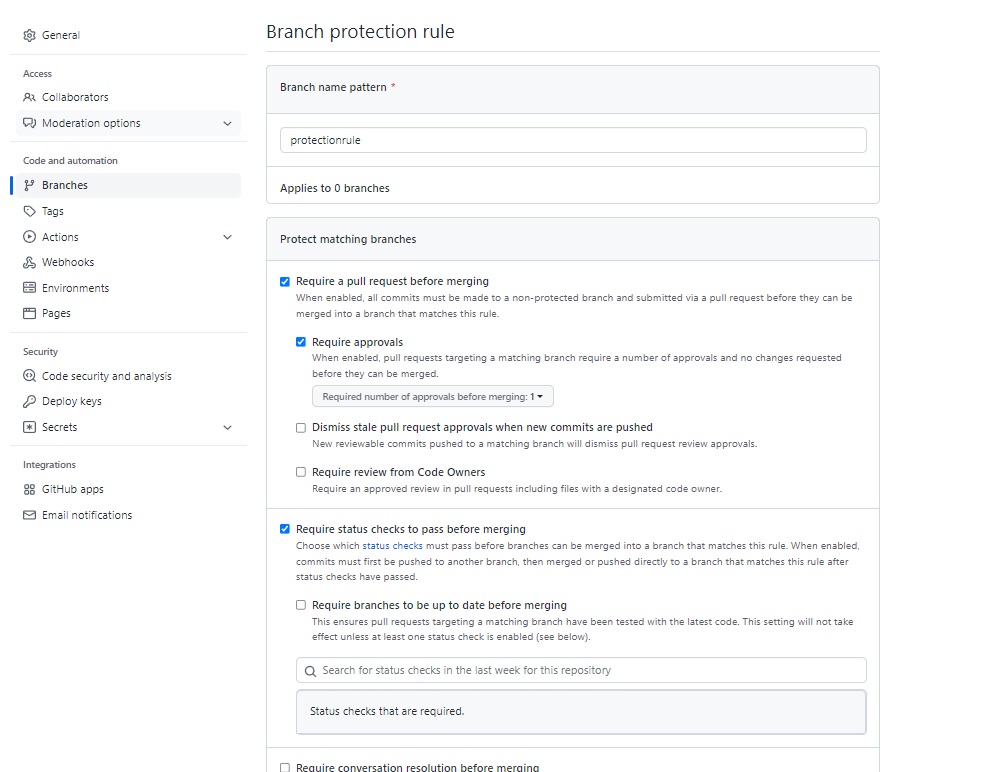 General
Access
Collaborators
Moderation options
Code and automation
Branches
Tags
Actions
Webhooks
Environments
Pages
Security
Code security and analysis
Deploy keys
Secrets
Integrations
GitHub apps
Email notifications
Branch protection rule
Branch name pattern *
protectionrule
Applies to 0 branches
Protect matching branches
Require a pull request before merging
When enabled, all commits must be made to a non-protected branch and submitted via a pull request before they can be
merged into a branch that matches this rule.
Require approvals
When enabled, pull requests targeting a matching branch require a number of approvals and no changes requested
before they can be merged.
Required number of approvals before merging: 1
Dismiss stale pull request approvals when new commits are pushed
New reviewable commits pushed to a matching branch will dismiss pull request review approvals.
Require review from Code Owners
Require an approved review in pull requests including files with a designated code owner.
Require status checks to pass before merging
Choose which status checks must pass before branches can be merged into a branch that matches this rule. When enabled,
commits must first be pushed to another branch, then merged or pushed directly to a branch that matches this rule after
status checks have passed.
Require branches to be up to date before merging
This ensures pull requests targeting a matching branch have been tested with the latest code. This setting will not take
effect unless at least one status check is enabled (see below).
Search for status checks in the last week for this repository
Status checks that are required.
Require conversation resolution before merging